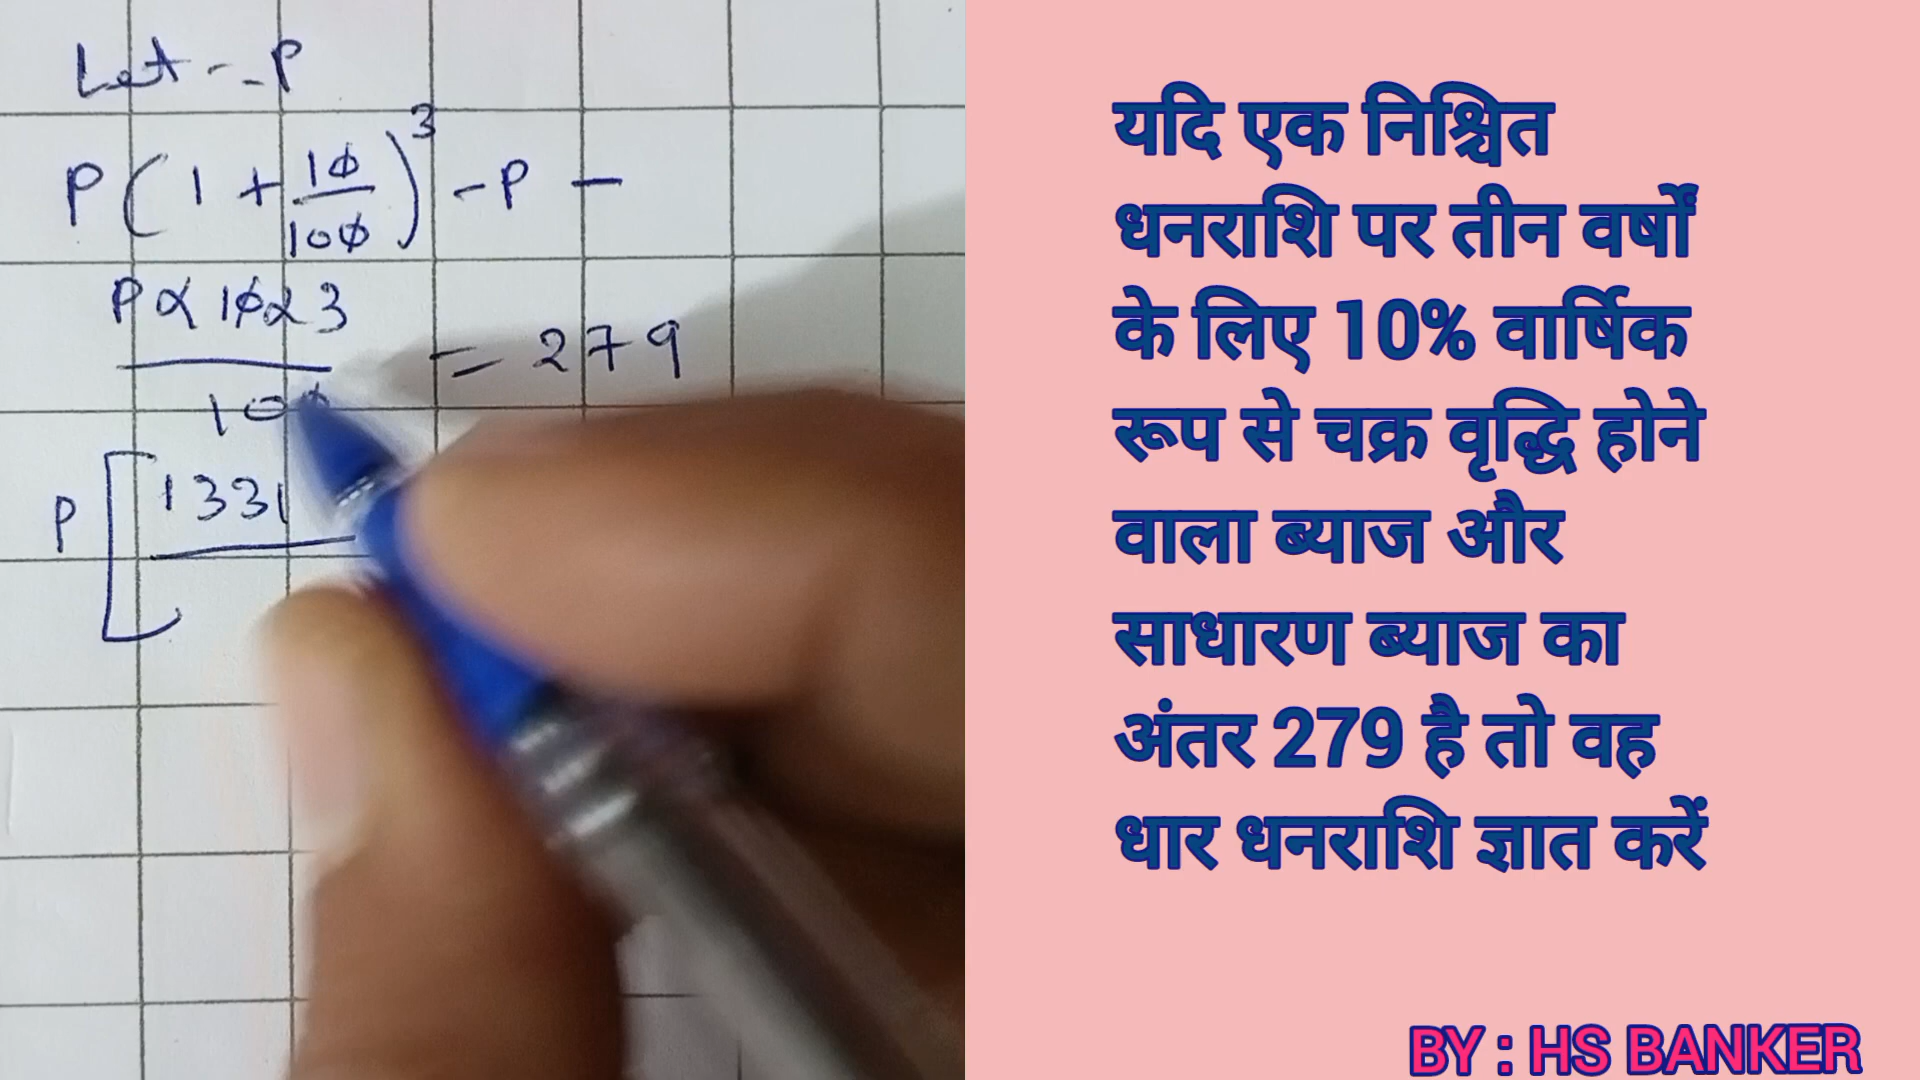 Let -- P
P ( 1 + 10/100 )³ - P -
P × 10 × 3
100
= 279
P [ 1331
यदि एक निश्चित
धनराशि पर तीन वर्षों
के लिए 10% वार्षिक
रूप से चक्र वृद्धि होने
वाला ब्याज और
साधारण ब्याज का
अंतर 279 है तो वह
धार धनराशि ज्ञात करें
BY : HS BANKER